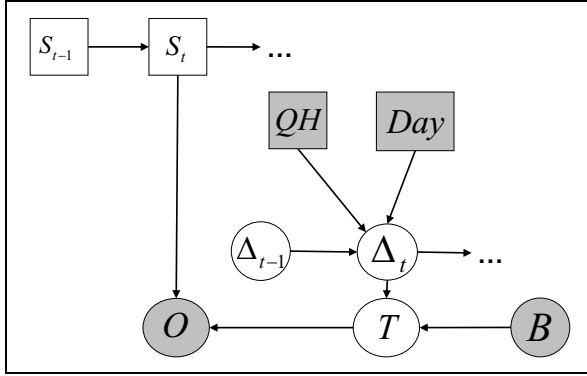 S_{t-1} S_t ...
QH Day
Δ_{t-1} Δ_t ...
O T B